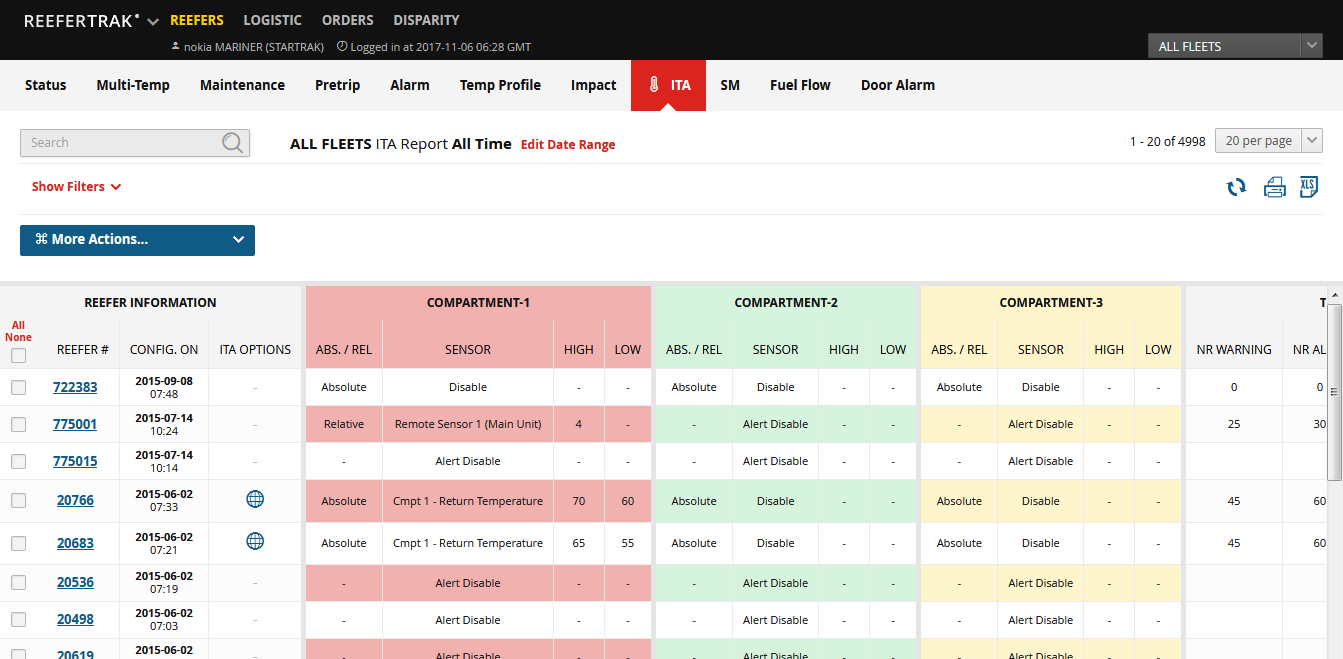 REEFERTRAK REEFERS LOGISTIC ORDERS DISPARITY
nokia MARINER (STARTRAK) Logged in at 2017-11-06 06:28 GMT ALL FLEETS
Status Multi-Temp Maintenance Pretrip Alarm Temp Profile Impact ITA SM Fuel Flow Door Alarm
Search ALL FLEETS ITA Report All Time Edit Date Range 1 - 20 of 4998 20 per page
Show Filters XLS
⌘ More Actions...
REEFER INFORMATION COMPARTMENT-1 COMPARTMENT-2 COMPARTMENT-3 T
All
None
REEFER # CONFIG. ON ITA OPTIONS ABS. / REL SENSOR HIGH LOW ABS. / REL SENSOR HIGH LOW ABS. / REL SENSOR HIGH LOW NR WARNING NR AL
722383 2015-09-08 07:48 - Absolute Disable - - Absolute Disable - - Absolute Disable - - 0 0
775001 2015-07-14 10:24 - Relative Remote Sensor 1 (Main Unit) 4 - - Alert Disable - - - Alert Disable - - 25 30
775015 2015-07-14 10:14 - - Alert Disable - - - Alert Disable - - - Alert Disable - -
20766 2015-06-02 07:33 Absolute Cmpt 1 - Return Temperature 70 60 Absolute Disable - - Absolute Disable - - 45 60
20683 2015-06-02 07:21 Absolute Cmpt 1 - Return Temperature 65 55 Absolute Disable - - Absolute Disable - - 45 60
20536 2015-06-02 07:19 - - Alert Disable - - - Alert Disable - - - Alert Disable - -
20498 2015-06-02 07:03 - - Alert Disable - - - Alert Disable - - - Alert Disable - -
20619 2015-06-02 Alert Disable Alert Disable Alert Disable